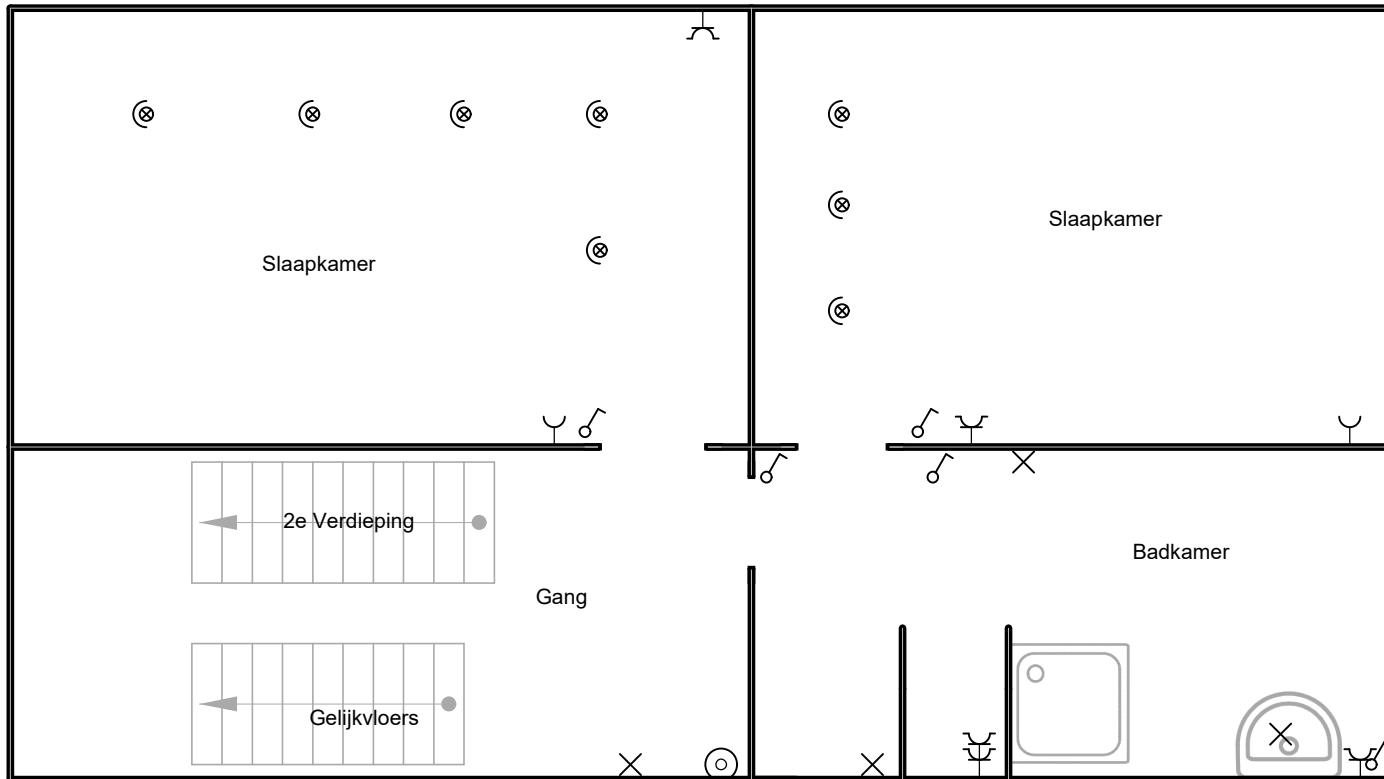 Slaapkamer
Slaapkamer
2e Verdieping
Badkamer
Gang
Gelijkvloers